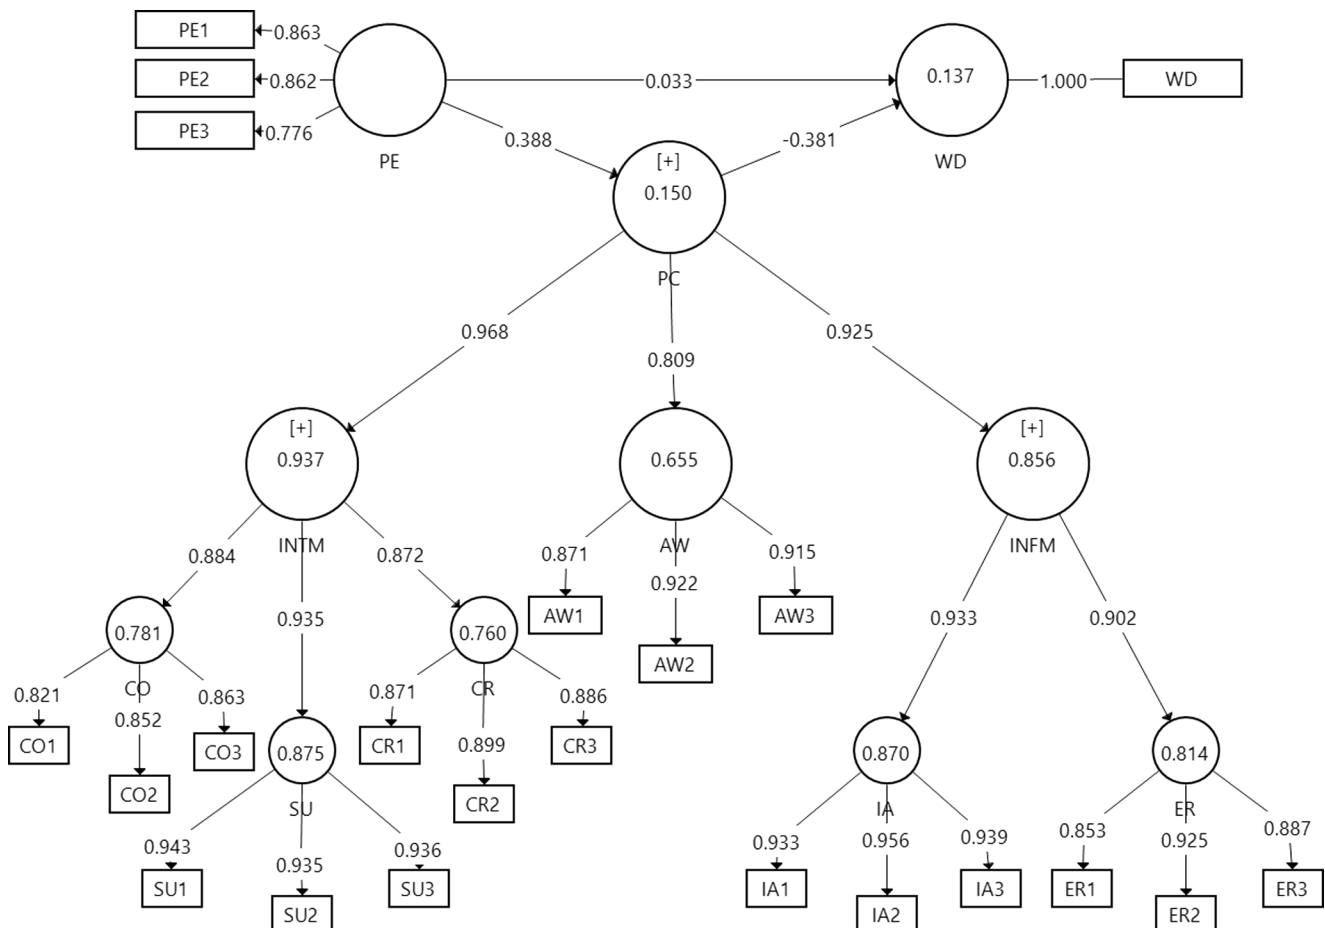 PE1
0.863
PE2
0.862
PE3
0.776
PE
0.033
0.388
0.137
1.000
WD
WD
-0.381
[+]
0.150
PC
0.968
0.809
0.925
[+]
0.937
INTM
0.655
AW
[+]
0.856
INFM
0.884
0.935
0.872
0.871
0.922
0.915
AW1
AW2
AW3
0.933
0.902
0.781
CO
0.821
0.852
0.863
CO1
CO2
CO3
0.760
CR
0.871
0.899
0.886
CR1
CR2
CR3
0.875
SU
0.943
0.935
0.936
SU1
SU2
SU3
0.870
IA
0.933
0.956
0.939
IA1
IA2
IA3
0.814
ER
0.853
0.925
0.887
ER1
ER2
ER3